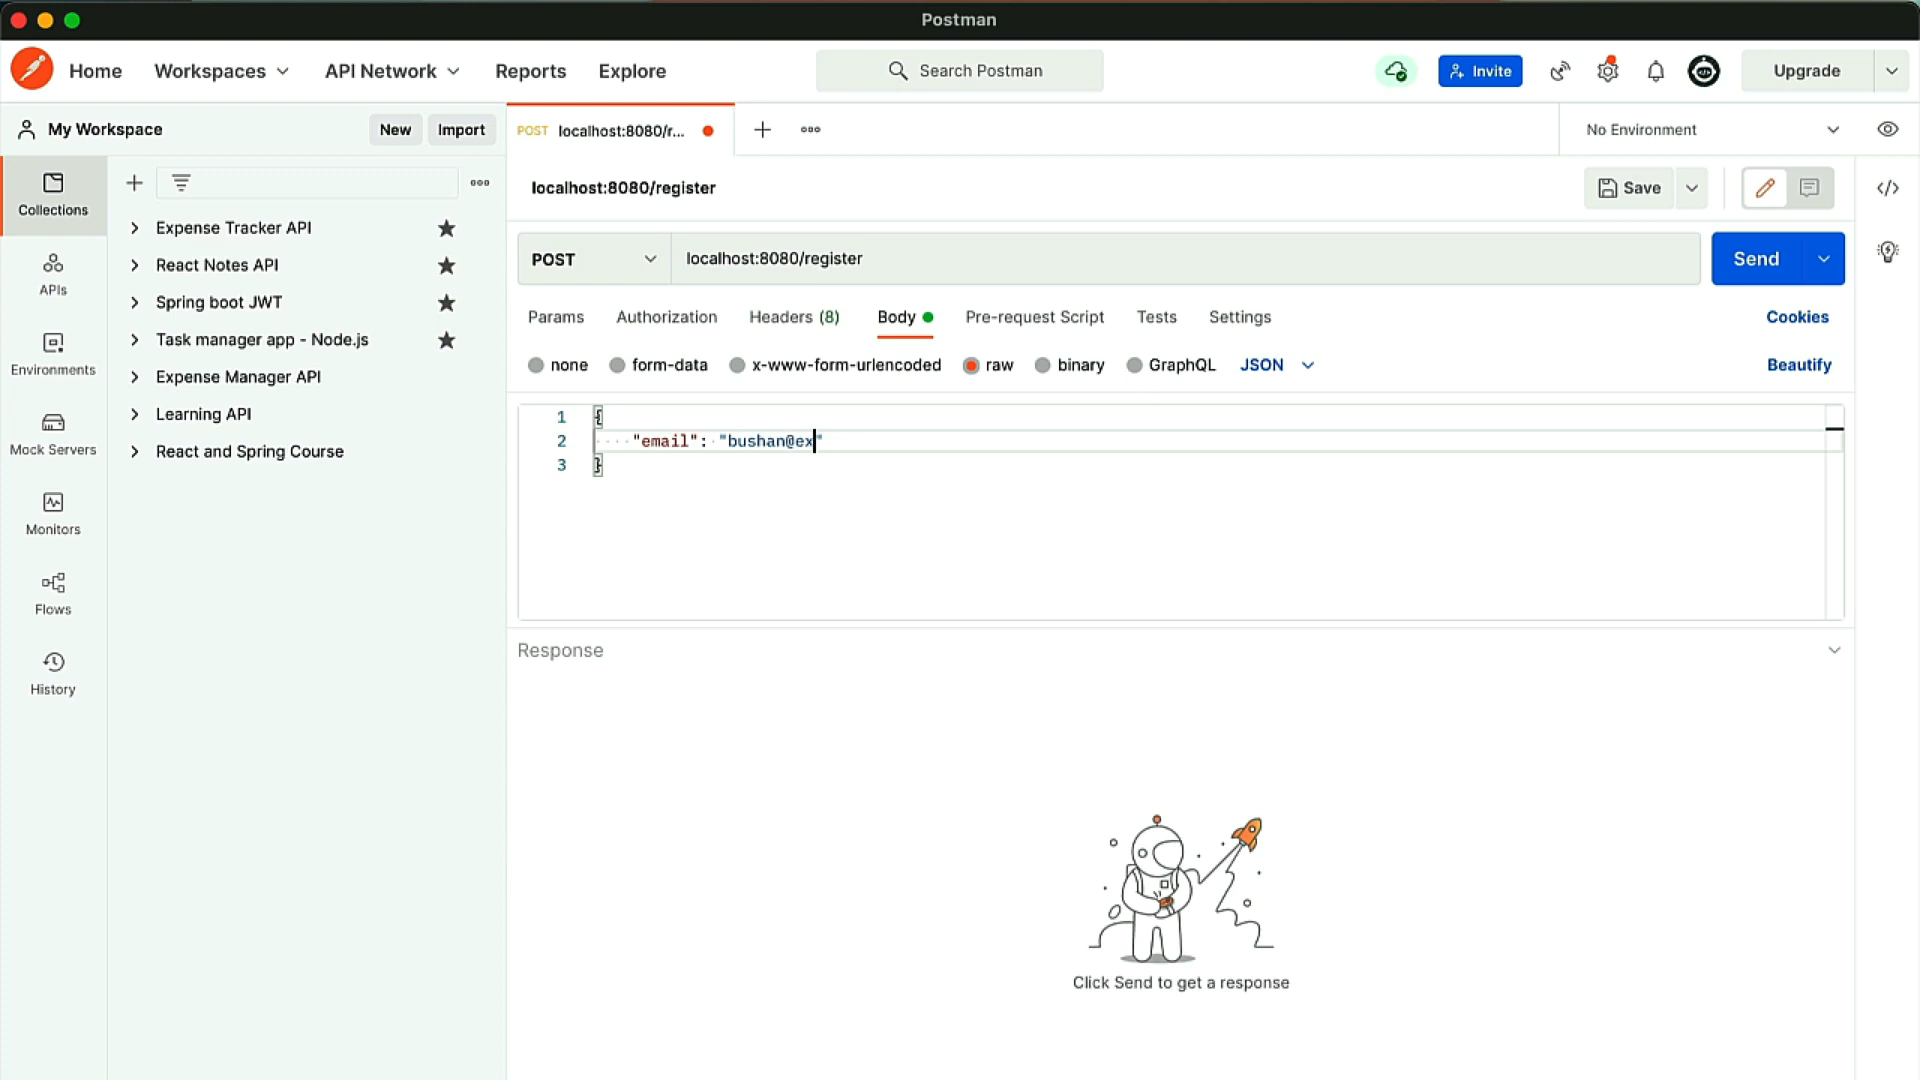 Postman
Home Workspaces API Network Reports Explore Search Postman Invite Upgrade
My Workspace New Import POST localhost:8080/r... No Environment
localhost:8080/register Save
Collections
APIs
Environments
Mock Servers
Monitors
Flows
History
Expense Tracker API
React Notes API
Spring boot JWT
Task manager app - Node.js
Expense Manager API
Learning API
React and Spring Course
POST localhost:8080/register Send
Params Authorization Headers (8) Body Pre-request Script Tests Settings Cookies
none form-data x-www-form-urlencoded raw binary GraphQL JSON Beautify
1 {
2 "email": "bushan@ex"
3 }
Response
Click Send to get a response